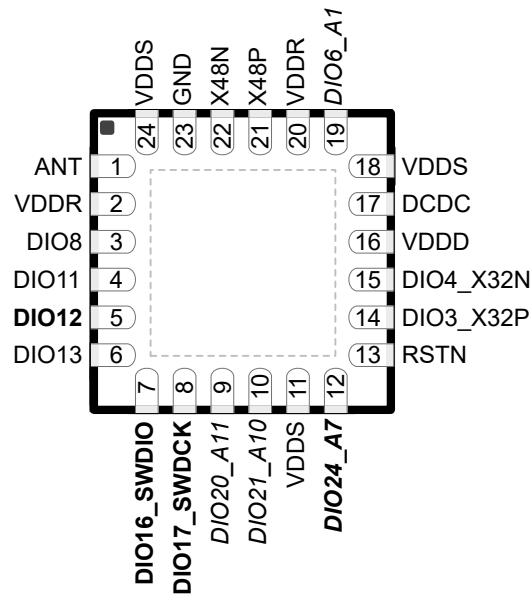 VDDS
GND
X48N
X48P
VDDR
DIO6_A1
24
23
22
21
20
19
ANT 1
VDDR 2
DIO8 3
DIO11 4
DIO12 5
DIO13 6
18 VDDS
17 DCDC
16 VDDD
15 DIO4_X32N
14 DIO3_X32P
13 RSTN
7
8
9
10
11
12
DIO16_SWDIO
DIO17_SWDCK
DIO20_A11
DIO21_A10
VDDS
DIO24_A7